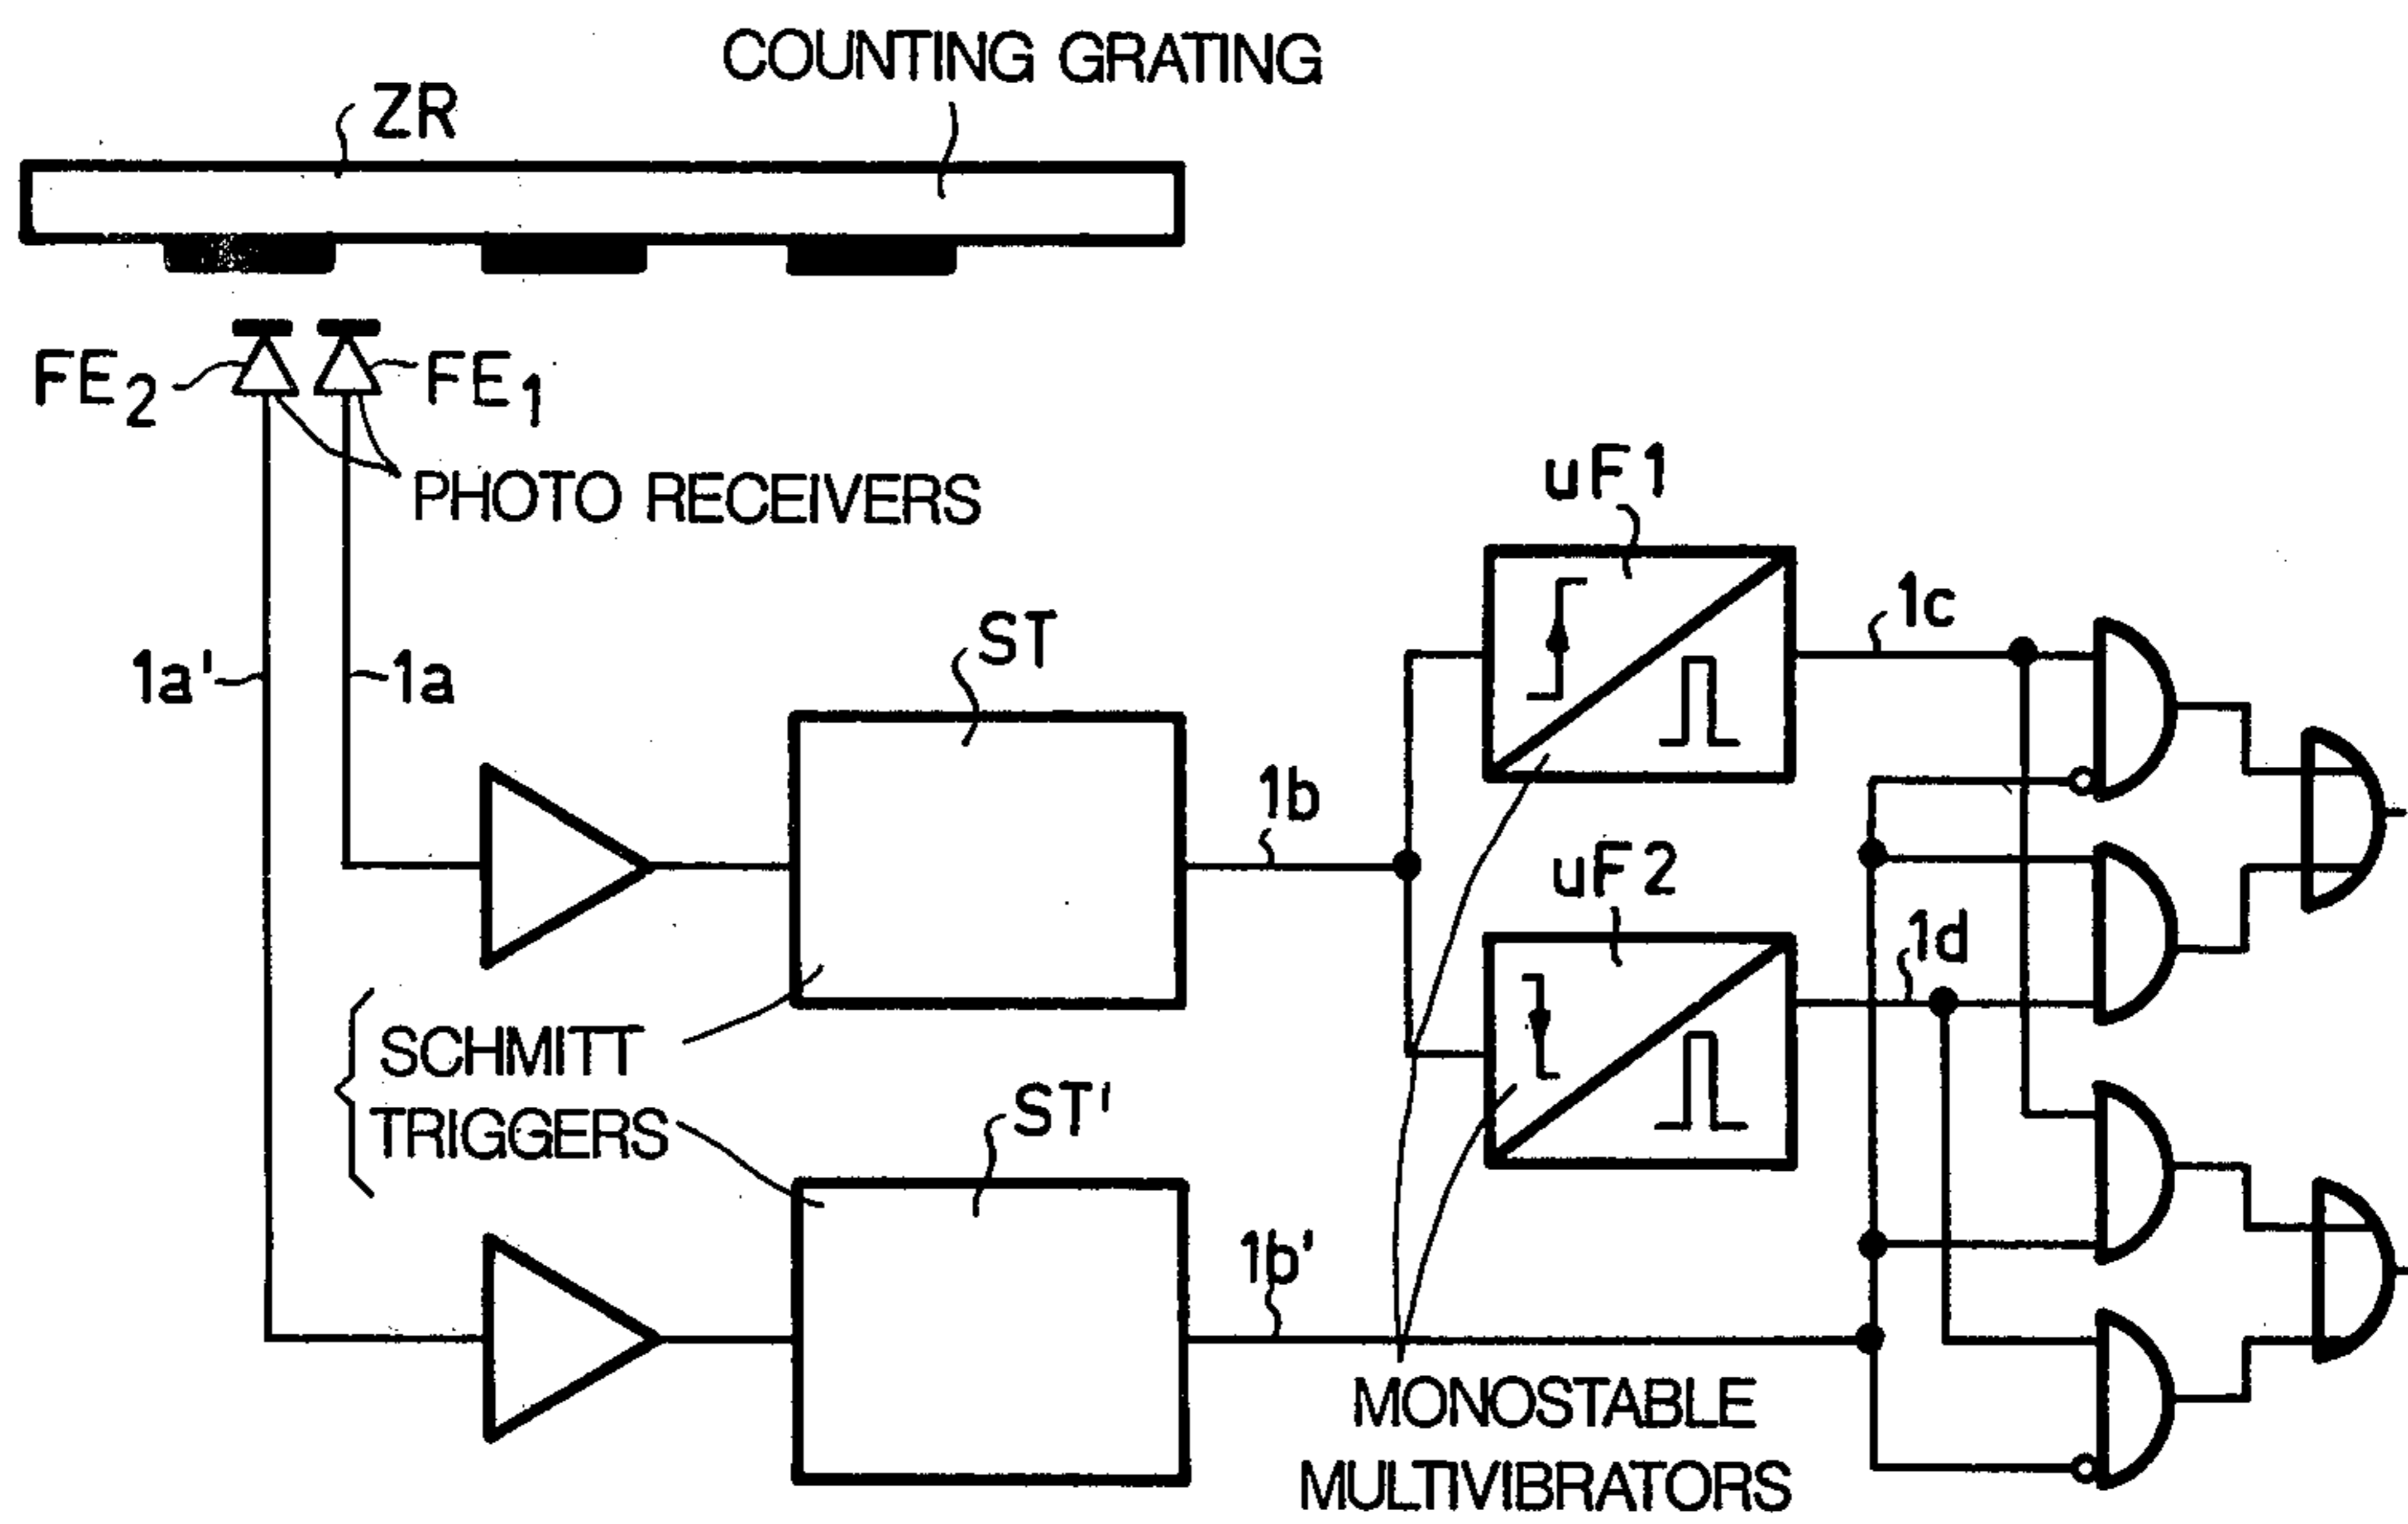 COUNTING GRATING
ZR
FE2
FE1
PHOTO RECEIVERS
uF1
1c
ST
1a'
1a
1b
uF2
1d
SCHMITT
TRIGGERS
ST'
1b'
MONOSTABLE
MULTIVIBRATORS